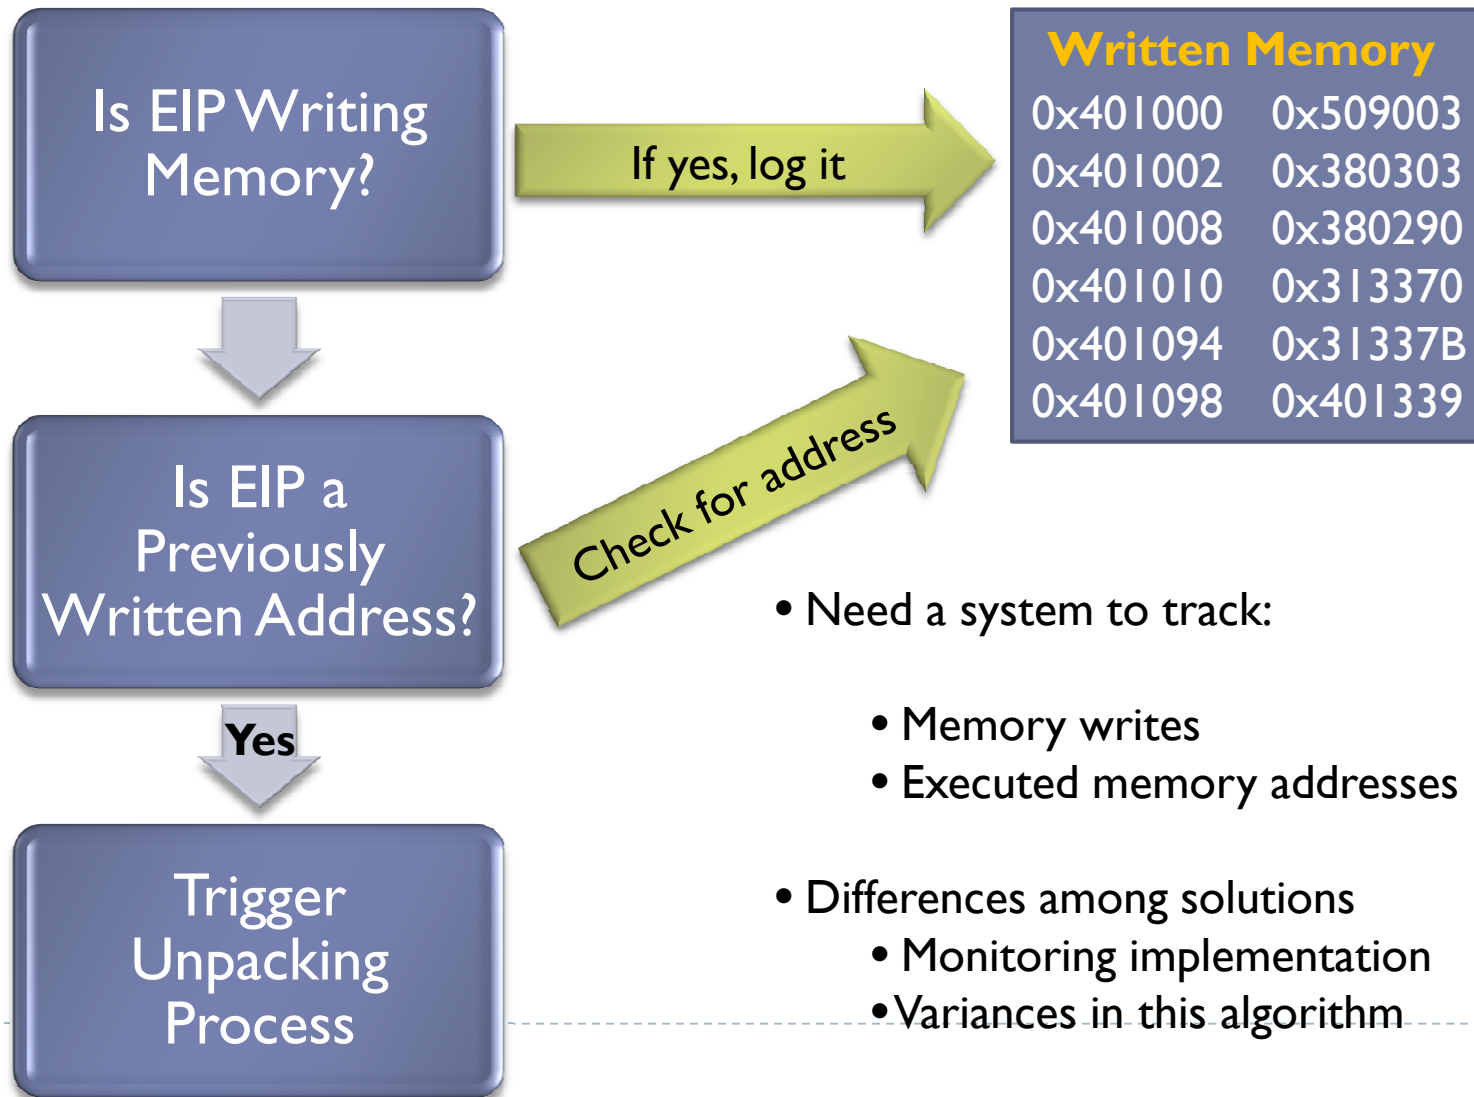 Is EIP Writing
Memory?
If yes, log it
Written Memory
0x401000 0x509003
0x401002 0x380303
0x401008 0x380290
0x401010 0x313370
0x401094 0x31337B
0x401098 0x401339
Is EIP a
Previously
Written Address?
Check for address
Yes
Trigger
Unpacking
Process
• Need a system to track:
• Memory writes
• Executed memory addresses
• Differences among solutions
• Monitoring implementation
• Variances in this algorithm